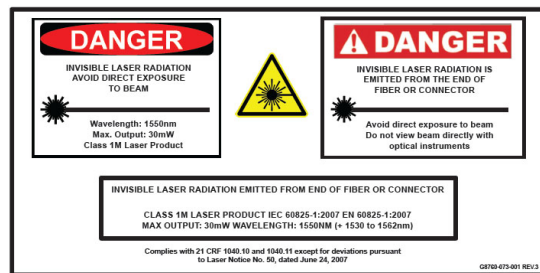 DANGER
INVISIBLE LASER RADIATION
AVOID DIRECT EXPOSURE
TO BEAM
Wavelength: 1550nm
Max. Output: 30mW
Class 1M Laser Product
DANGER
INVISIBLE LASER RADIATION IS
EMITTED FROM THE END OF
FIBER OR CONNECTOR
Avoid direct exposure to beam
Do not view beam directly with
optical instruments
INVISIBLE LASER RADIATION EMITTED FROM END OF FIBER OR CONNECTOR
CLASS 1M LASER PRODUCT IEC 60825-1:2007 EN 60825-1:2007
MAX OUTPUT: 30mW WAVELENGTH: 1550NM (+ 1530 to 1562nm)
Complies with 21 CRF 1040.10 and 1040.11 except for deviations pursuant
to Laser Notice No. 50, dated June 24, 2007
G8760-073-001 REV.3